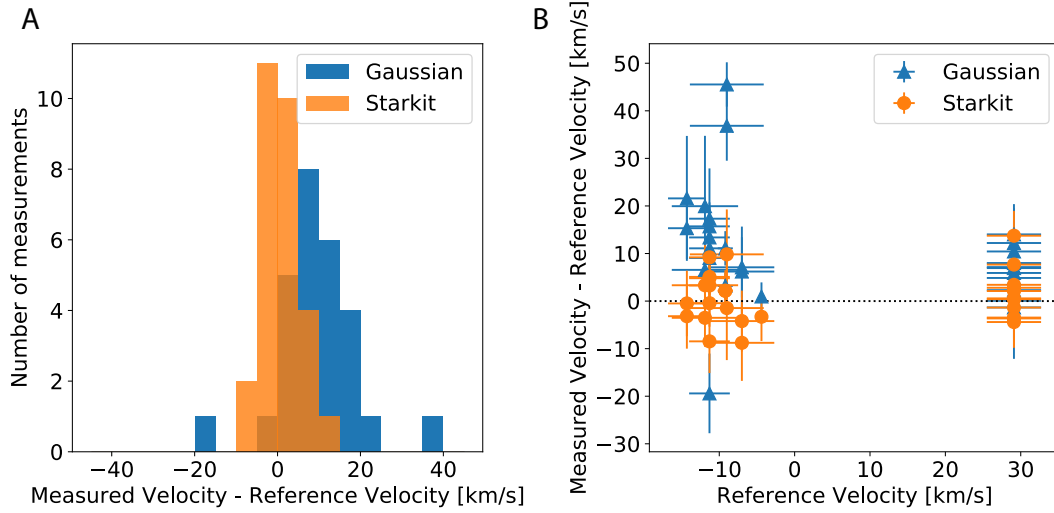 A
Gaussian
Starkit
Number of measurements
10
8
6
4
2
0
−40
−20
0
20
40
Measured Velocity - Reference Velocity [km/s]
B
Gaussian
Starkit
Measured Velocity - Reference Velocity [km/s]
50
40
30
20
10
0
−10
−20
−30
−10
0
10
20
30
Reference Velocity [km/s]